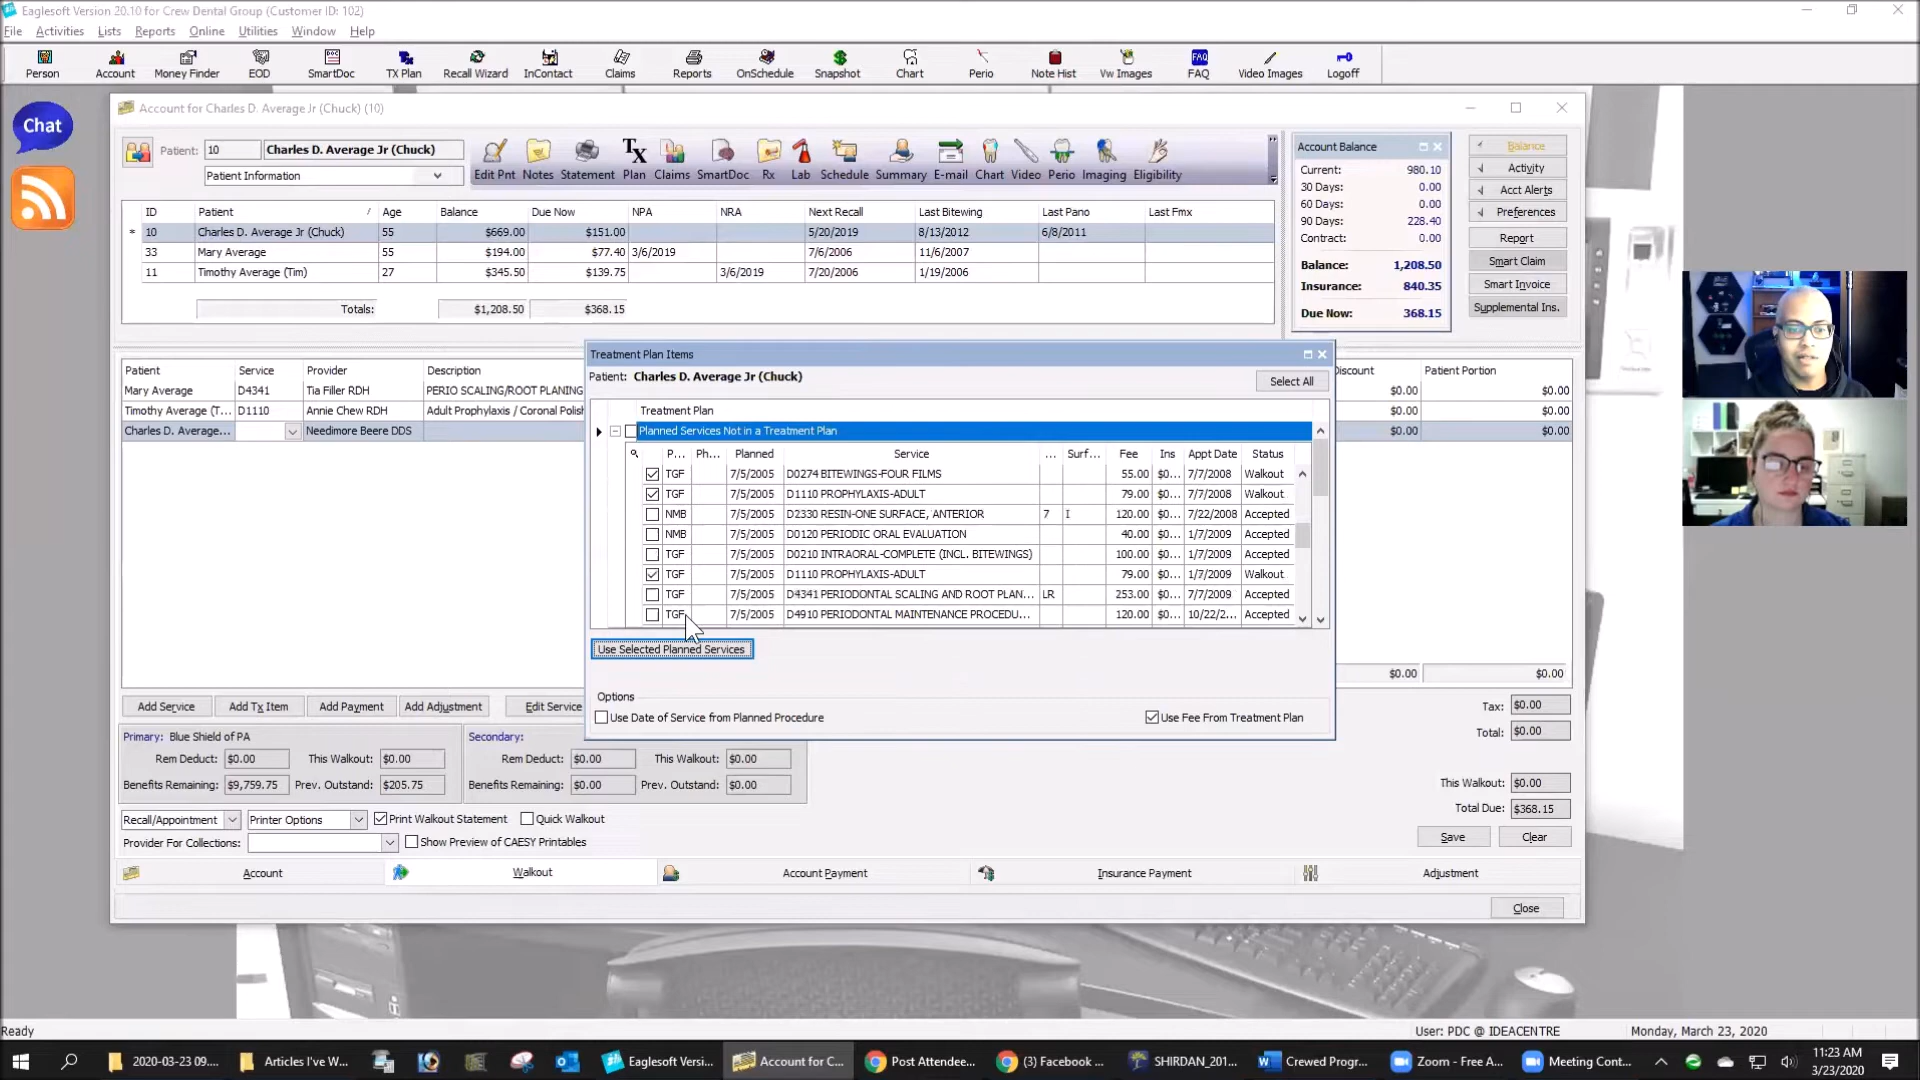 Eaglesoft Version 20.10 for Crew Dental Group (Customer ID: 102)
File Activities Lists Reports Online Utilities Window Help
Person Account Money Finder EOD SmartDoc TX Plan Recall Wizard InContact Claims Reports OnSchedule Snapshot Chart Perio Note Hist Vw Images FAQ Video Images Logoff
Chat
Account for Charles D. Average Jr (Chuck) (10)
Patient: 10 Charles D. Average Jr (Chuck)
Patient Information
Edit Pnt Notes Statement Plan Claims SmartDoc Rx Lab Schedule Summary E-mail Chart Video Perio Imaging Eligibility
Account Balance
Current: 980.10
30 Days: 0.00
60 Days: 0.00
90 Days: 228.40
Contract: 0.00
Balance: 1,208.50
Insurance: 840.35
Due Now: 368.15
Balance
Activity
Acct Alerts
Preferences
Report
Smart Claim
Smart Invoice
Supplemental Ins.
ID Patient Age Balance Due Now NPA NRA Next Recall Last Bitewing Last Pano Last Fmx
* 10 Charles D. Average Jr (Chuck) 55 $669.00 $151.00 5/20/2019 8/13/2012 6/8/2011
33 Mary Average 55 $194.00 $77.40 3/6/2019 7/6/2006 11/6/2007
11 Timothy Average (Tim) 27 $345.50 $139.75 3/6/2019 7/20/2006 1/19/2006
Totals: $1,208.50 $368.15
Patient Service Provider Description
Mary Average D4341 Tia Filler RDH PERIO SCALING/ROOT PLANING
Timothy Average (T... D1110 Annie Chew RDH Adult Prophylaxis / Coronal Polish
Charles D. Average... Needimore Beere DDS
Discount Patient Portion
$0.00 $0.00
$0.00 $0.00
$0.00 $0.00
$0.00 $0.00
Treatment Plan Items
Patient: Charles D. Average Jr (Chuck)
Select All
Treatment Plan
Planned Services Not in a Treatment Plan
P... Ph... Planned Service ... Surf... Fee Ins Appt Date Status
TGF 7/5/2005 D0274 BITEWINGS-FOUR FILMS 55.00 $0... 7/7/2008 Walkout
TGF 7/5/2005 D1110 PROPHYLAXIS-ADULT 79.00 $0... 7/7/2008 Walkout
NMB 7/5/2005 D2330 RESIN-ONE SURFACE, ANTERIOR 7 I 120.00 $0... 7/22/2008 Accepted
NMB 7/5/2005 D0120 PERIODIC ORAL EVALUATION 40.00 $0... 1/7/2009 Accepted
TGF 7/5/2005 D0210 INTRAORAL-COMPLETE (INCL. BITEWINGS) 100.00 $0... 1/7/2009 Accepted
TGF 7/5/2005 D1110 PROPHYLAXIS-ADULT 79.00 $0... 1/7/2009 Walkout
TGF 7/5/2005 D4341 PERIODONTAL SCALING AND ROOT PLAN... LR 253.00 $0... 7/7/2009 Accepted
TGF 7/5/2005 D4910 PERIODONTAL MAINTENANCE PROCEDU... 120.00 $0... 10/22/2... Accepted
Use Selected Planned Services
Options
Use Date of Service from Planned Procedure
Use Fee From Treatment Plan
Add Service Add Tx Item Add Payment Add Adjustment Edit Service
Tax: $0.00
Total: $0.00
Primary: Blue Shield of PA
Rem Deduct: $0.00 This Walkout: $0.00
Benefits Remaining: $9,759.75 Prev. Outstand: $205.75
Secondary:
Rem Deduct: $0.00 This Walkout: $0.00
Benefits Remaining: $0.00 Prev. Outstand: $0.00
This Walkout: $0.00
Total Due: $368.15
Recall/Appointment Printer Options Print Walkout Statement Quick Walkout
Provider For Collections: Show Preview of CAESY Printables
Save Clear
Account Walkout Account Payment Insurance Payment Adjustment
Close
Ready User: PDC @ IDEACENTRE Monday, March 23, 2020
2020-03-23 09.... Articles I've W... Eaglesoft Versi... Account for C... Post Attendee... (3) Facebook ... SHIRDAN_201... Crewed Progr... Zoom - Free A... Meeting Cont... 11:23 AM
3/23/2020